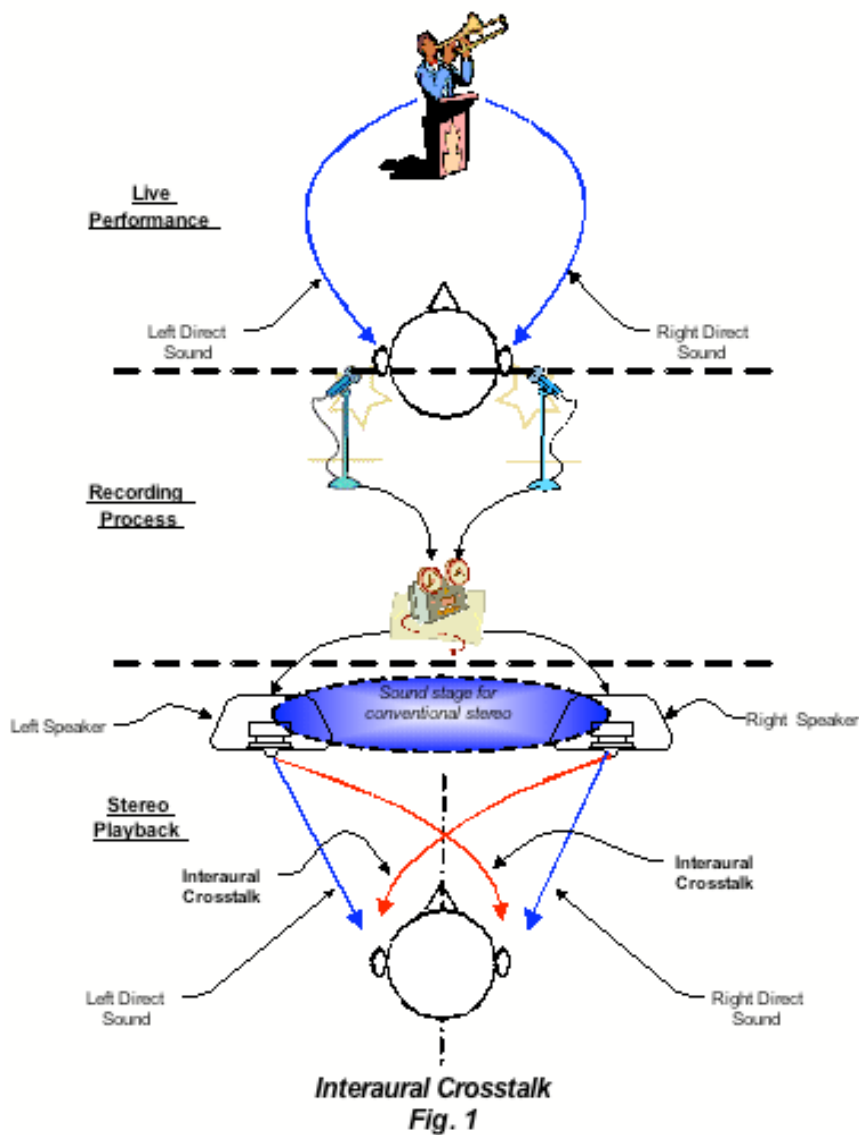 Live
Performance
Left Direct
Sound
Right Direct
Sound
Recording
Process
Sound stage for
conventional stereo
Left Speaker
Right Speaker
Stereo
Playback
Interaural
Crosstalk
Interaural
Crosstalk
Left Direct
Sound
Right Direct
Sound
Interaural Crosstalk
Fig. 1